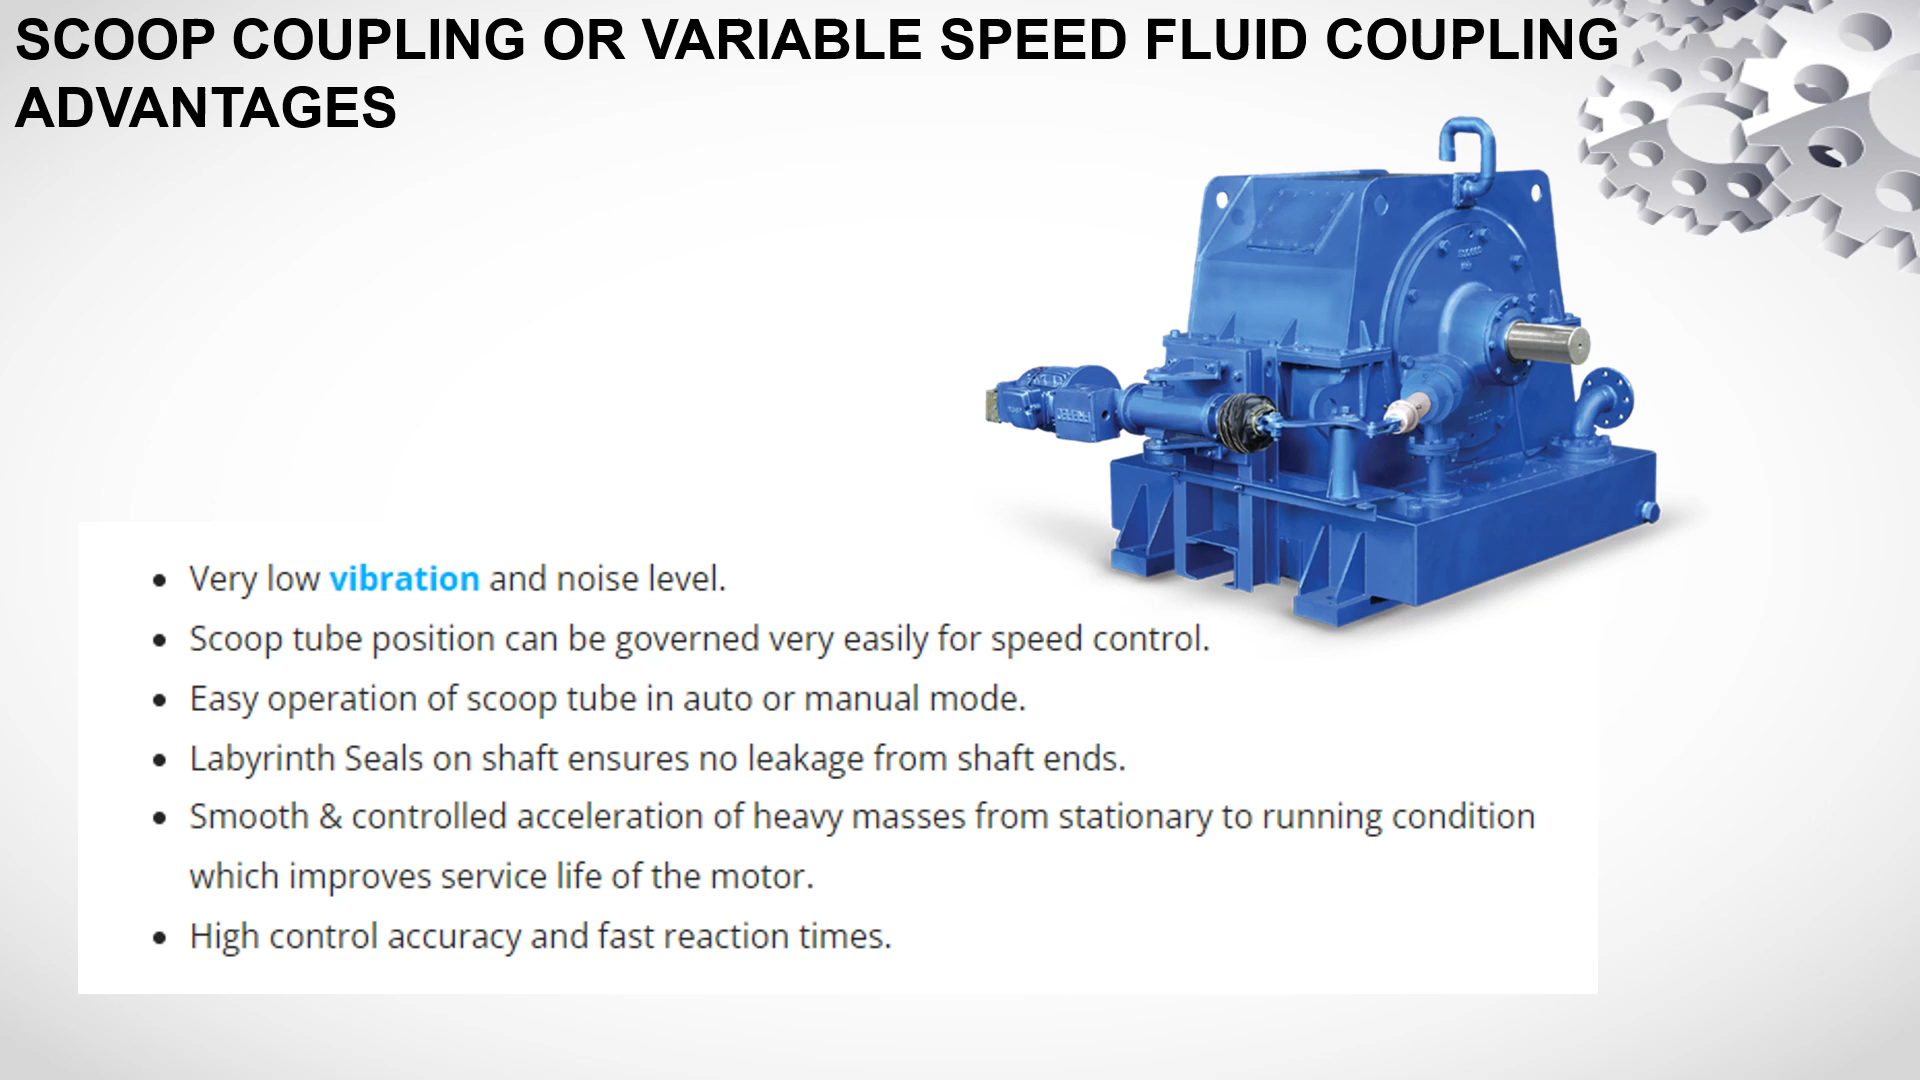 SCOOP COUPLING OR VARIABLE SPEED FLUID COUPLING
ADVANTAGES
• Very low vibration and noise level.
• Scoop tube position can be governed very easily for speed control.
• Easy operation of scoop tube in auto or manual mode.
• Labyrinth Seals on shaft ensures no leakage from shaft ends.
• Smooth & controlled acceleration of heavy masses from stationary to running condition
which improves service life of the motor.
• High control accuracy and fast reaction times.